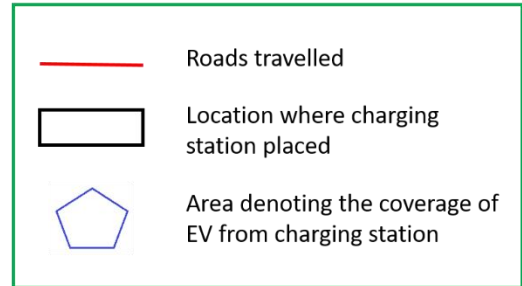 Roads travelled
Location where charging
station placed
Area denoting the coverage of
EV from charging station